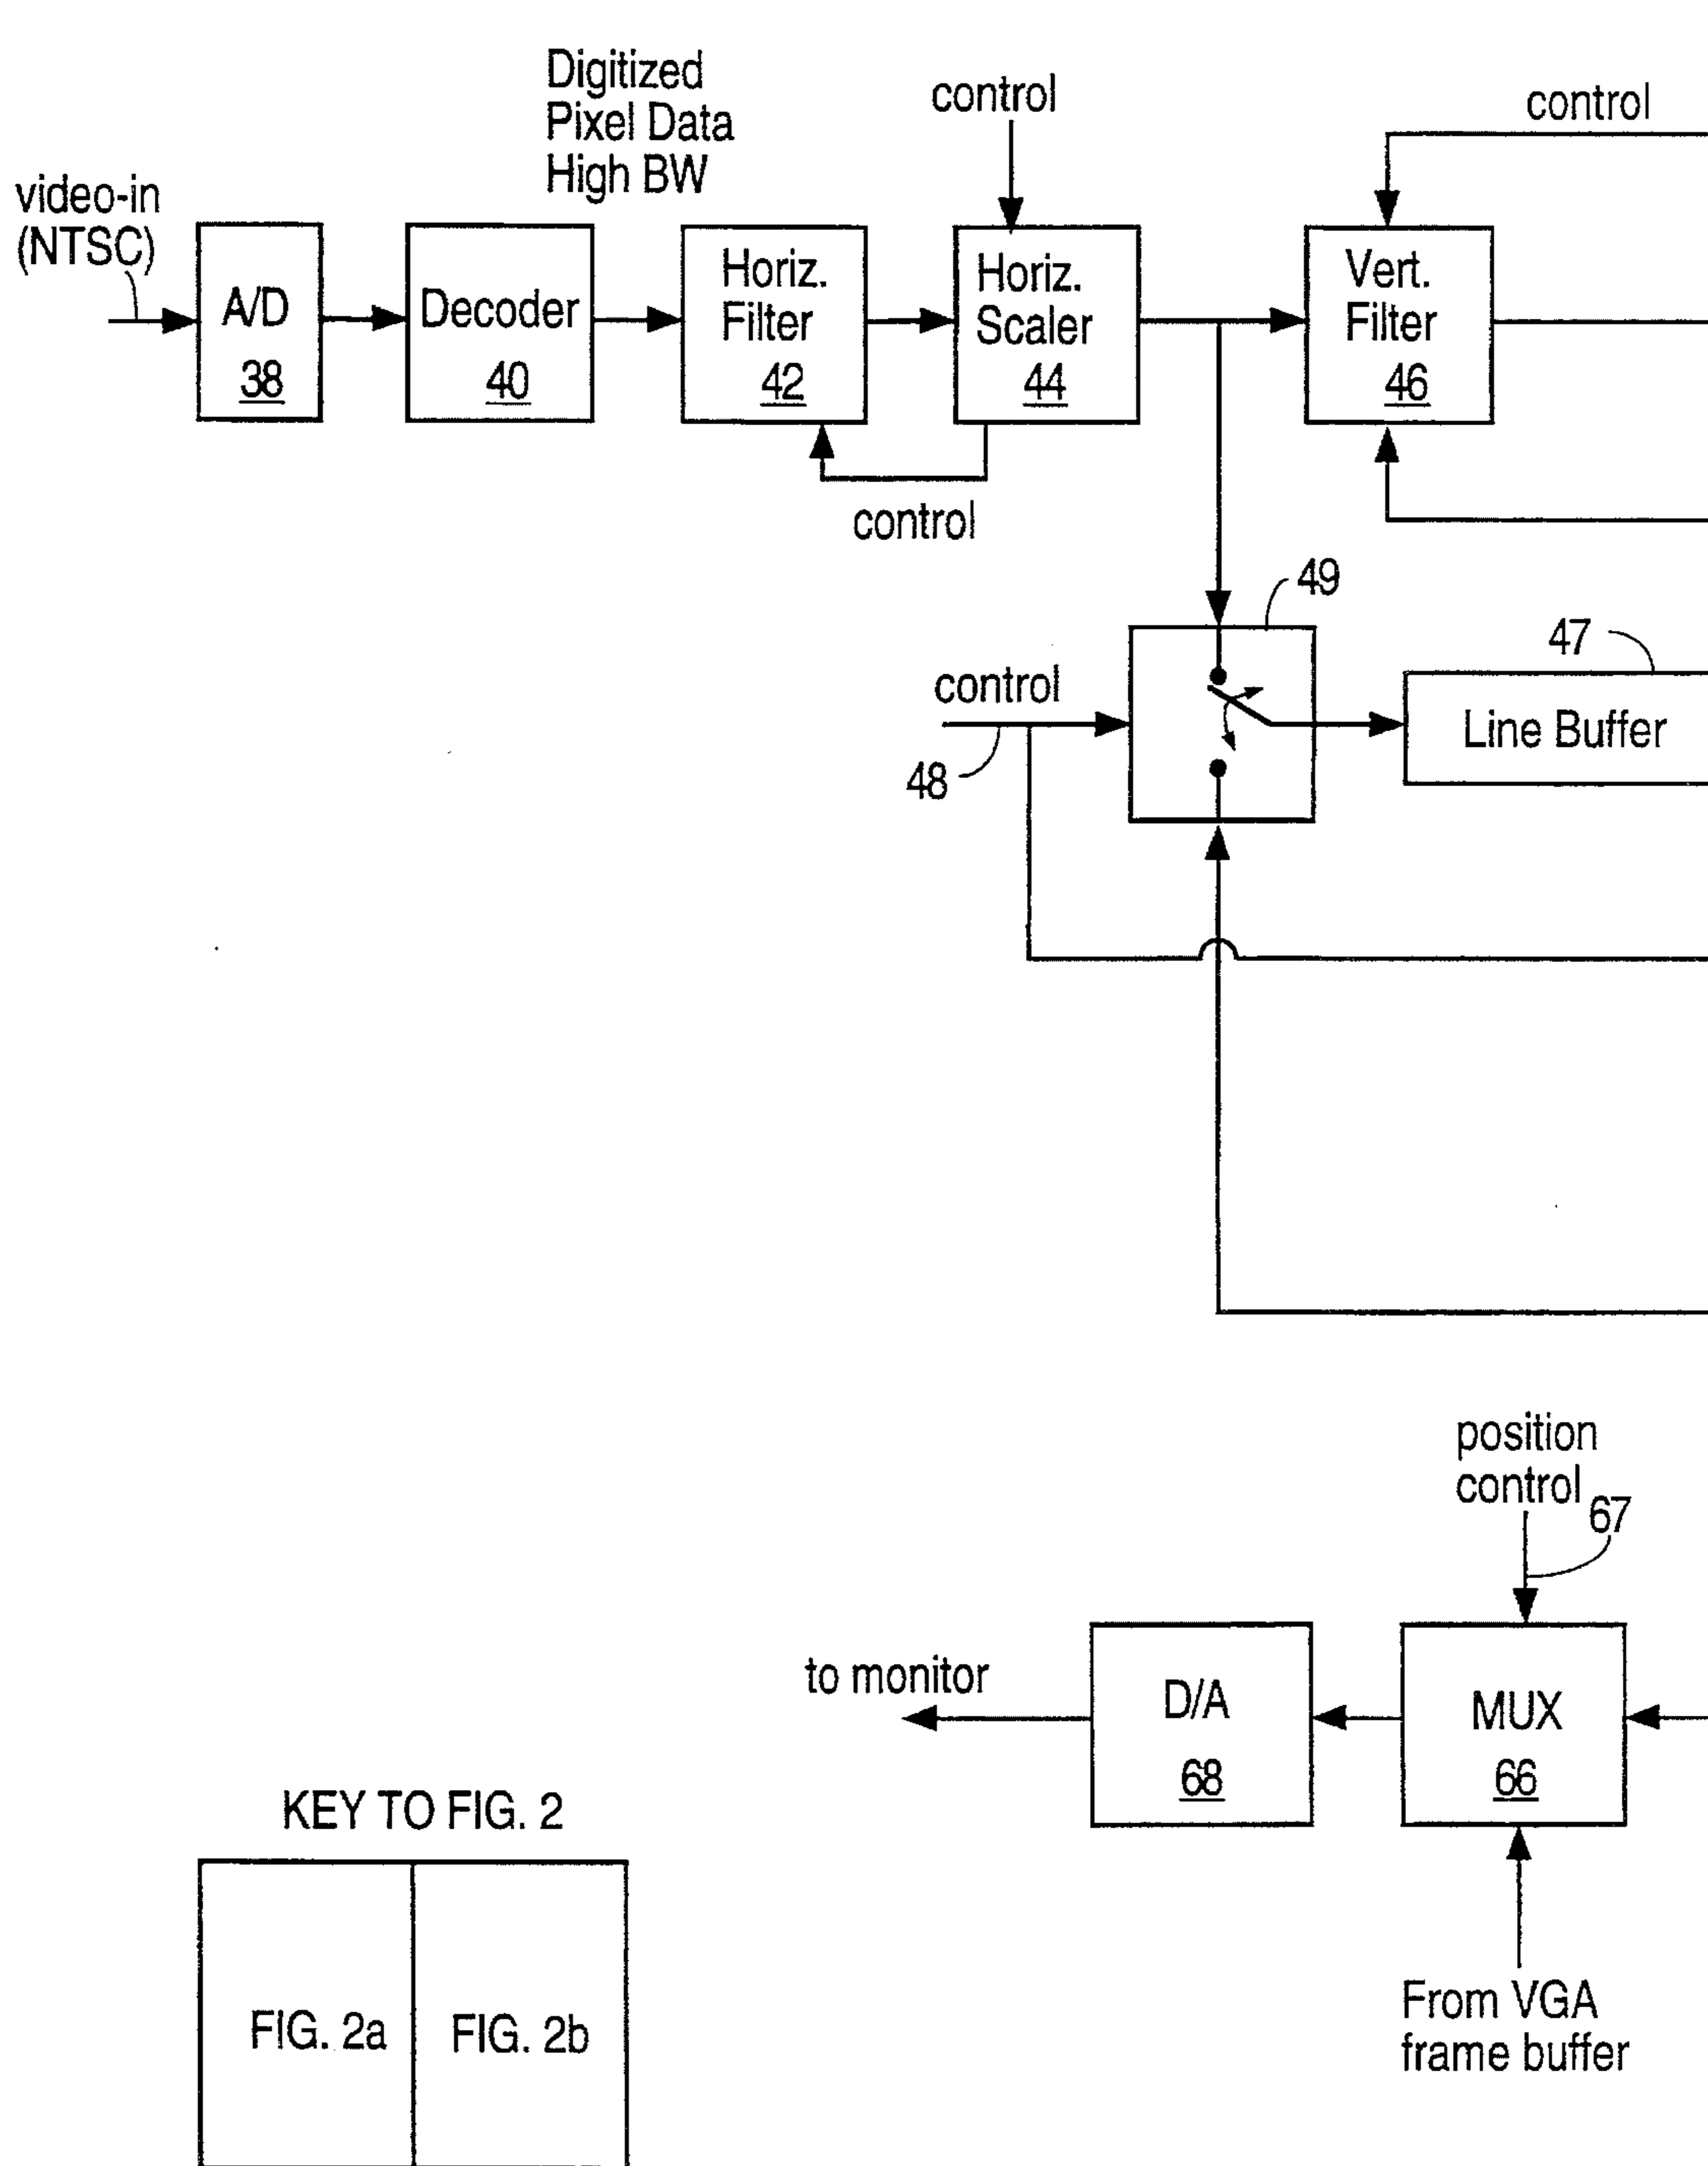 Digitized
Pixel Data
High BW
control
control
video-in
(NTSC)
A/D
38
Decoder
40
Horiz.
Filter
42
Horiz.
Scaler
44
Vert.
Filter
46
control
49
47
control
48
Line Buffer
position
control
67
to monitor
D/A
68
MUX
66
From VGA
frame buffer
KEY TO FIG. 2
FIG. 2a
FIG. 2b